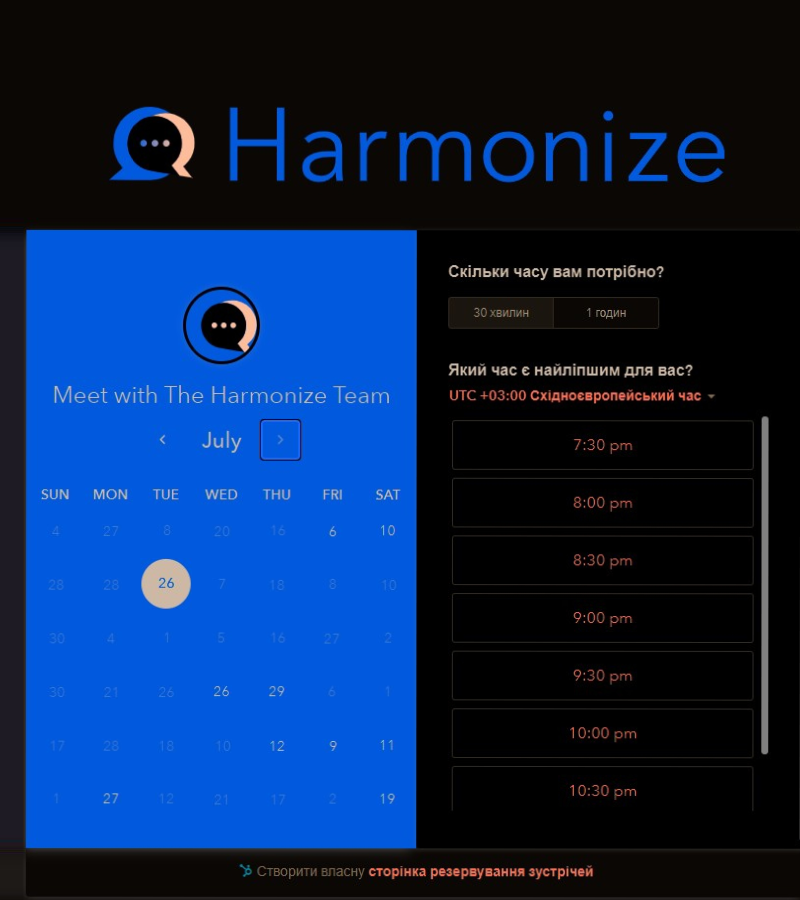 Harmonize
Meet with The Harmonize Team
July
SUN MON TUE WED THU FRI SAT
4 27 8 20 16 6 10
28 28 26 7 18 8 10
30 4 1 5 16 27 2
30 21 26 26 29 6 1
17 28 18 10 12 9 11
1 27 12 21 17 2 19
Скільки часу вам потрібно?
30 хвилин 1 годин
Який час є найліпшим для вас?
UTC +03:00 Східноєвропейський час
7:30 pm
8:00 pm
8:30 pm
9:00 pm
9:30 pm
10:00 pm
10:30 pm
Створити власну сторінка резервування зустрічей